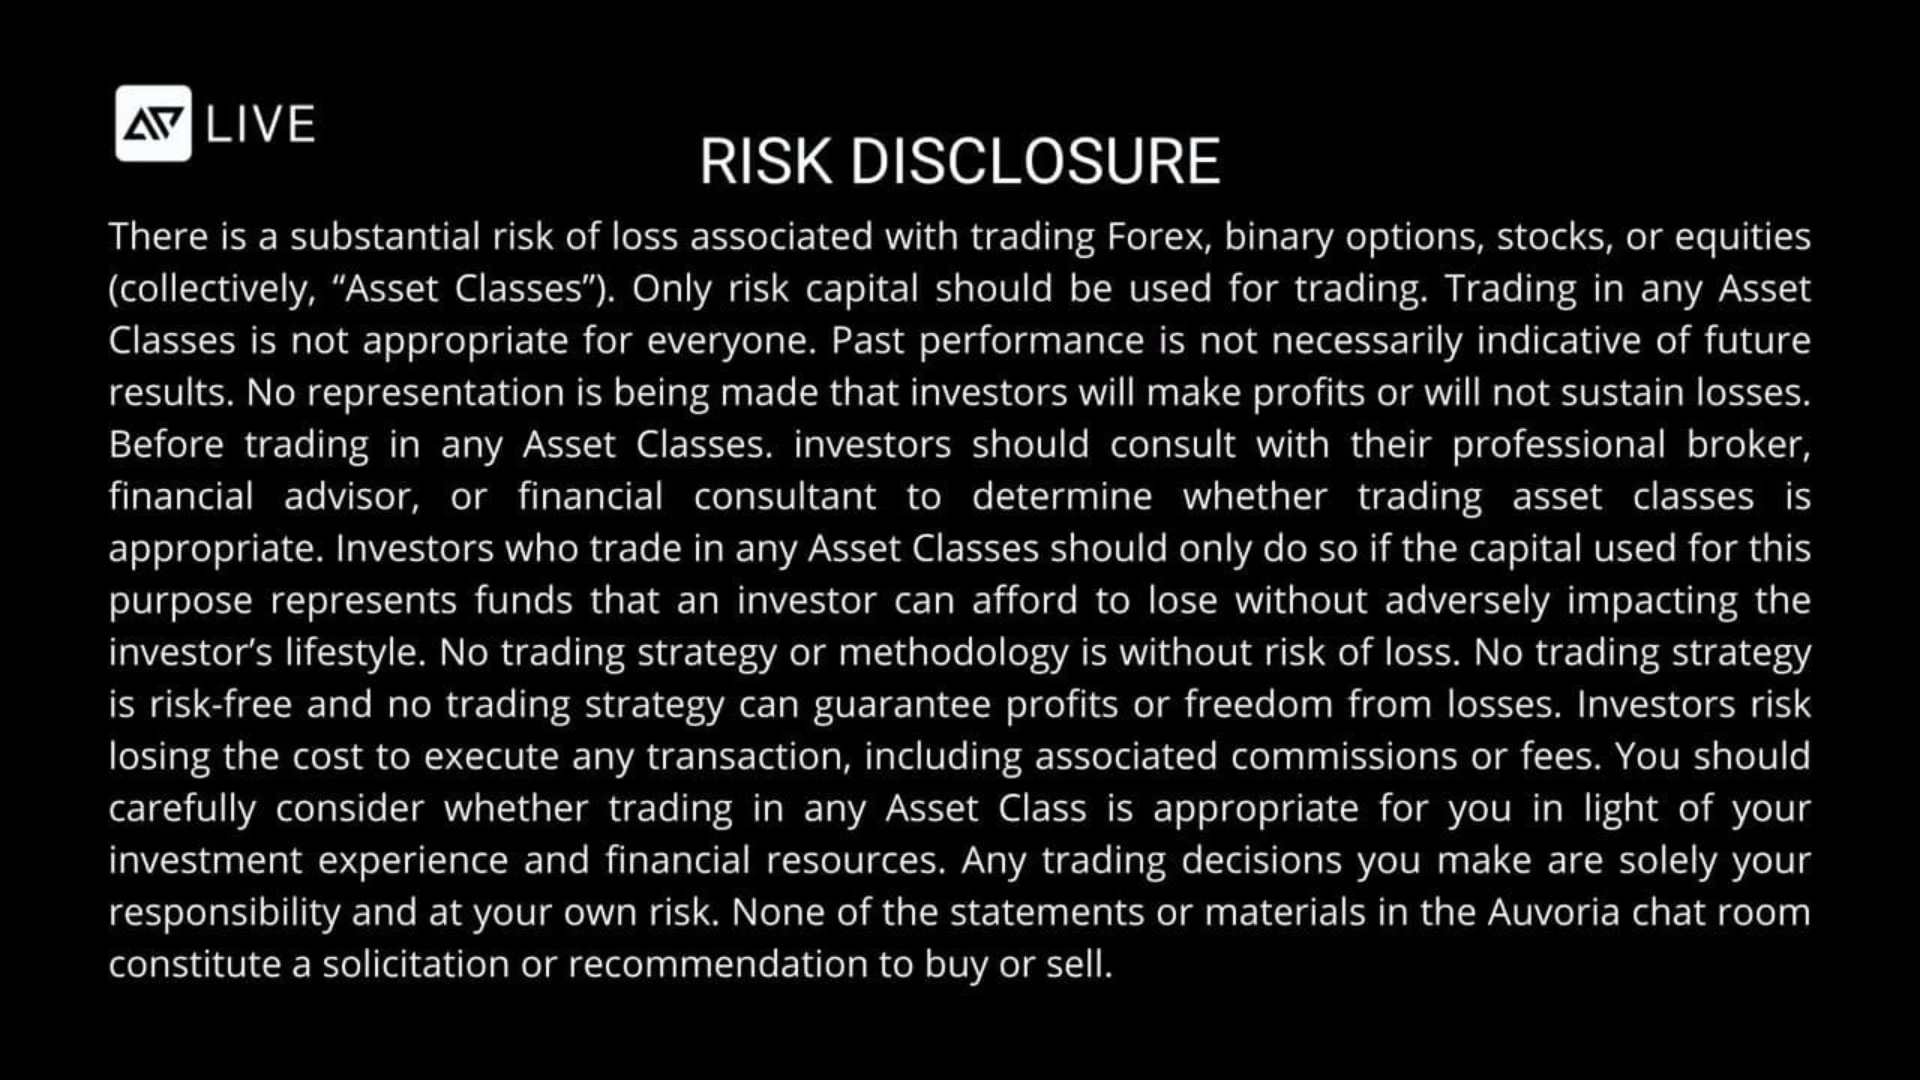 LIVE
RISK DISCLOSURE
There is a substantial risk of loss associated with trading Forex, binary options, stocks, or equities
(collectively, “Asset Classes”). Only risk capital should be used for trading. Trading in any Asset
Classes is not appropriate for everyone. Past performance is not necessarily indicative of future
results. No representation is being made that investors will make profits or will not sustain losses.
Before trading in any Asset Classes. investors should consult with their professional broker,
financial advisor, or financial consultant to determine whether trading asset classes is
appropriate. Investors who trade in any Asset Classes should only do so if the capital used for this
purpose represents funds that an investor can afford to lose without adversely impacting the
investor’s lifestyle. No trading strategy or methodology is without risk of loss. No trading strategy
is risk-free and no trading strategy can guarantee profits or freedom from losses. Investors risk
losing the cost to execute any transaction, including associated commissions or fees. You should
carefully consider whether trading in any Asset Class is appropriate for you in light of your
investment experience and financial resources. Any trading decisions you make are solely your
responsibility and at your own risk. None of the statements or materials in the Auvoria chat room
constitute a solicitation or recommendation to buy or sell.